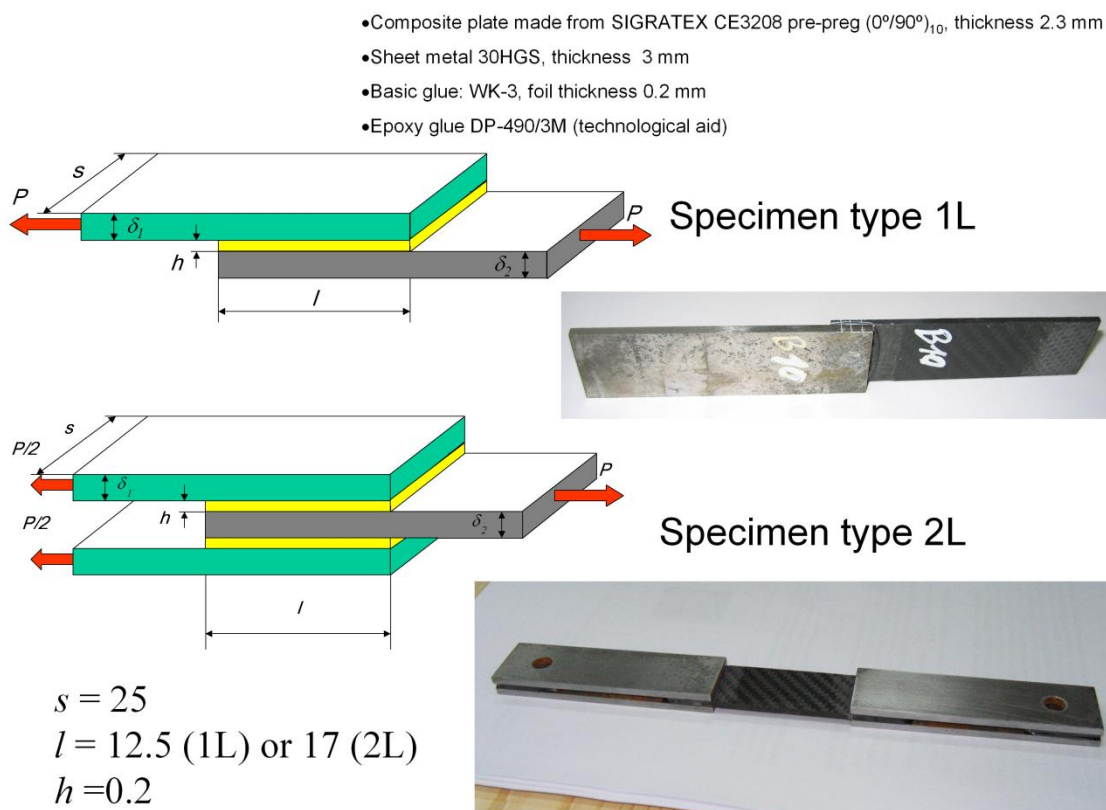 •Composite plate made from SIGRATEX CE3208 pre-preg (0º/90º)₁₀, thickness 2.3 mm
•Sheet metal 30HGS, thickness 3 mm
•Basic glue: WK-3, foil thickness 0.2 mm
•Epoxy glue DP-490/3M (technological aid)
s
P
δ₁
h
δ₂
l
P
Specimen type 1L
B10
B10
s
P/2
δ₁
P/2
h
δ₂
l
P
Specimen type 2L
s = 25
l = 12.5 (1L) or 17 (2L)
h =0.2